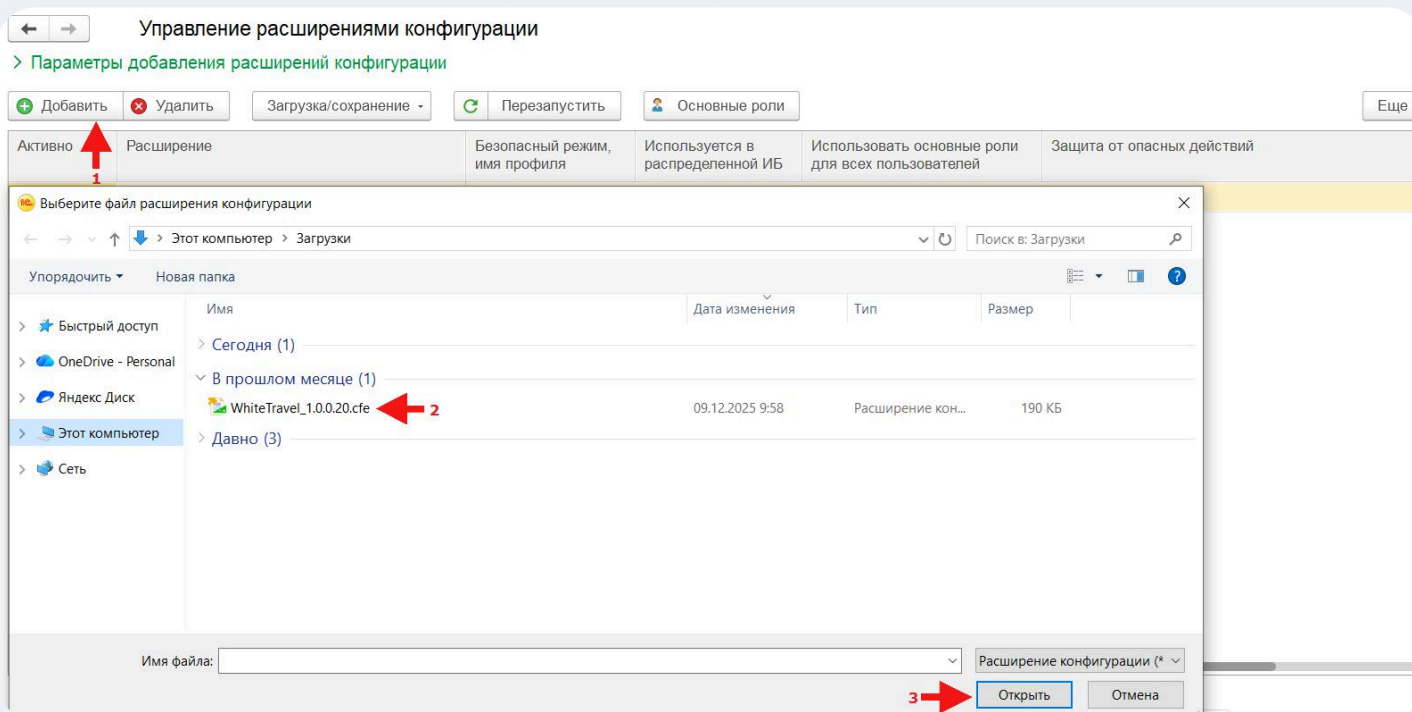 Управление расширениями конфигурации
Параметры добавления расширений конфигурации
Добавить Удалить Загрузка/сохранение Перезапустить Основные роли Еще
Активно Расширение Безопасный режим, имя профиля Используется в распределенной ИБ Использовать основные роли для всех пользователей Защита от опасных действий
1
Выберите файл расширения конфигурации
Этот компьютер > Загрузки Поиск в: Загрузки
Упорядочить Новая папка
Имя Дата изменения Тип Размер
Быстрый доступ
OneDrive - Personal
Яндекс Диск
Этот компьютер
Сеть
Сегодня (1)
В прошлом месяце (1)
WhiteTravel_1.0.0.20.cfe 2 09.12.2025 9:58 Расширение кон... 190 КБ
Давно (3)
Имя файла: Расширение конфигурации (*
3 Открыть Отмена